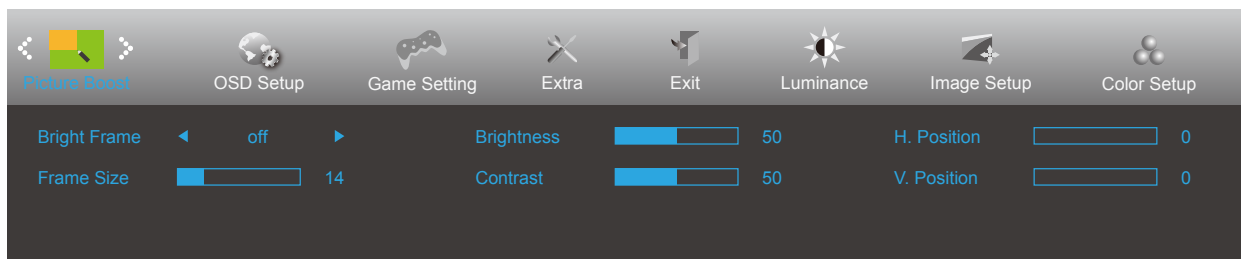 Picture Boost OSD Setup Game Setting Extra Exit Luminance Image Setup Color Setup
Bright Frame off Brightness 50 H. Position 0
Frame Size 14 Contrast 50 V. Position 0